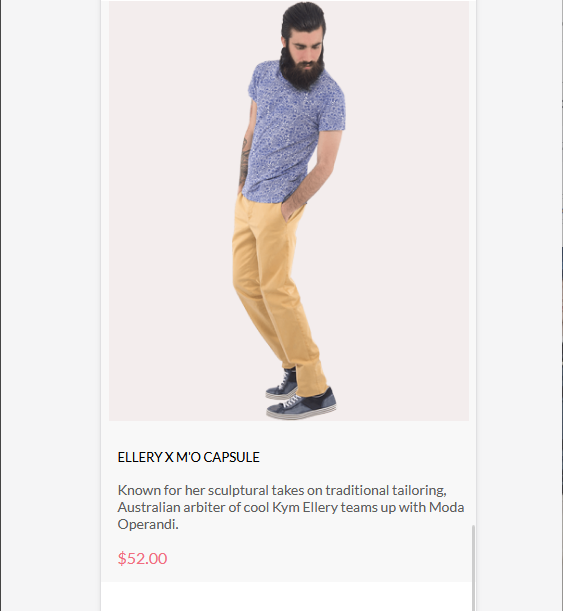 ELLERY X M'O CAPSULE
Known for her sculptural takes on traditional tailoring,
Australian arbiter of cool Kym Ellery teams up with Moda
Operandi.
$52.00